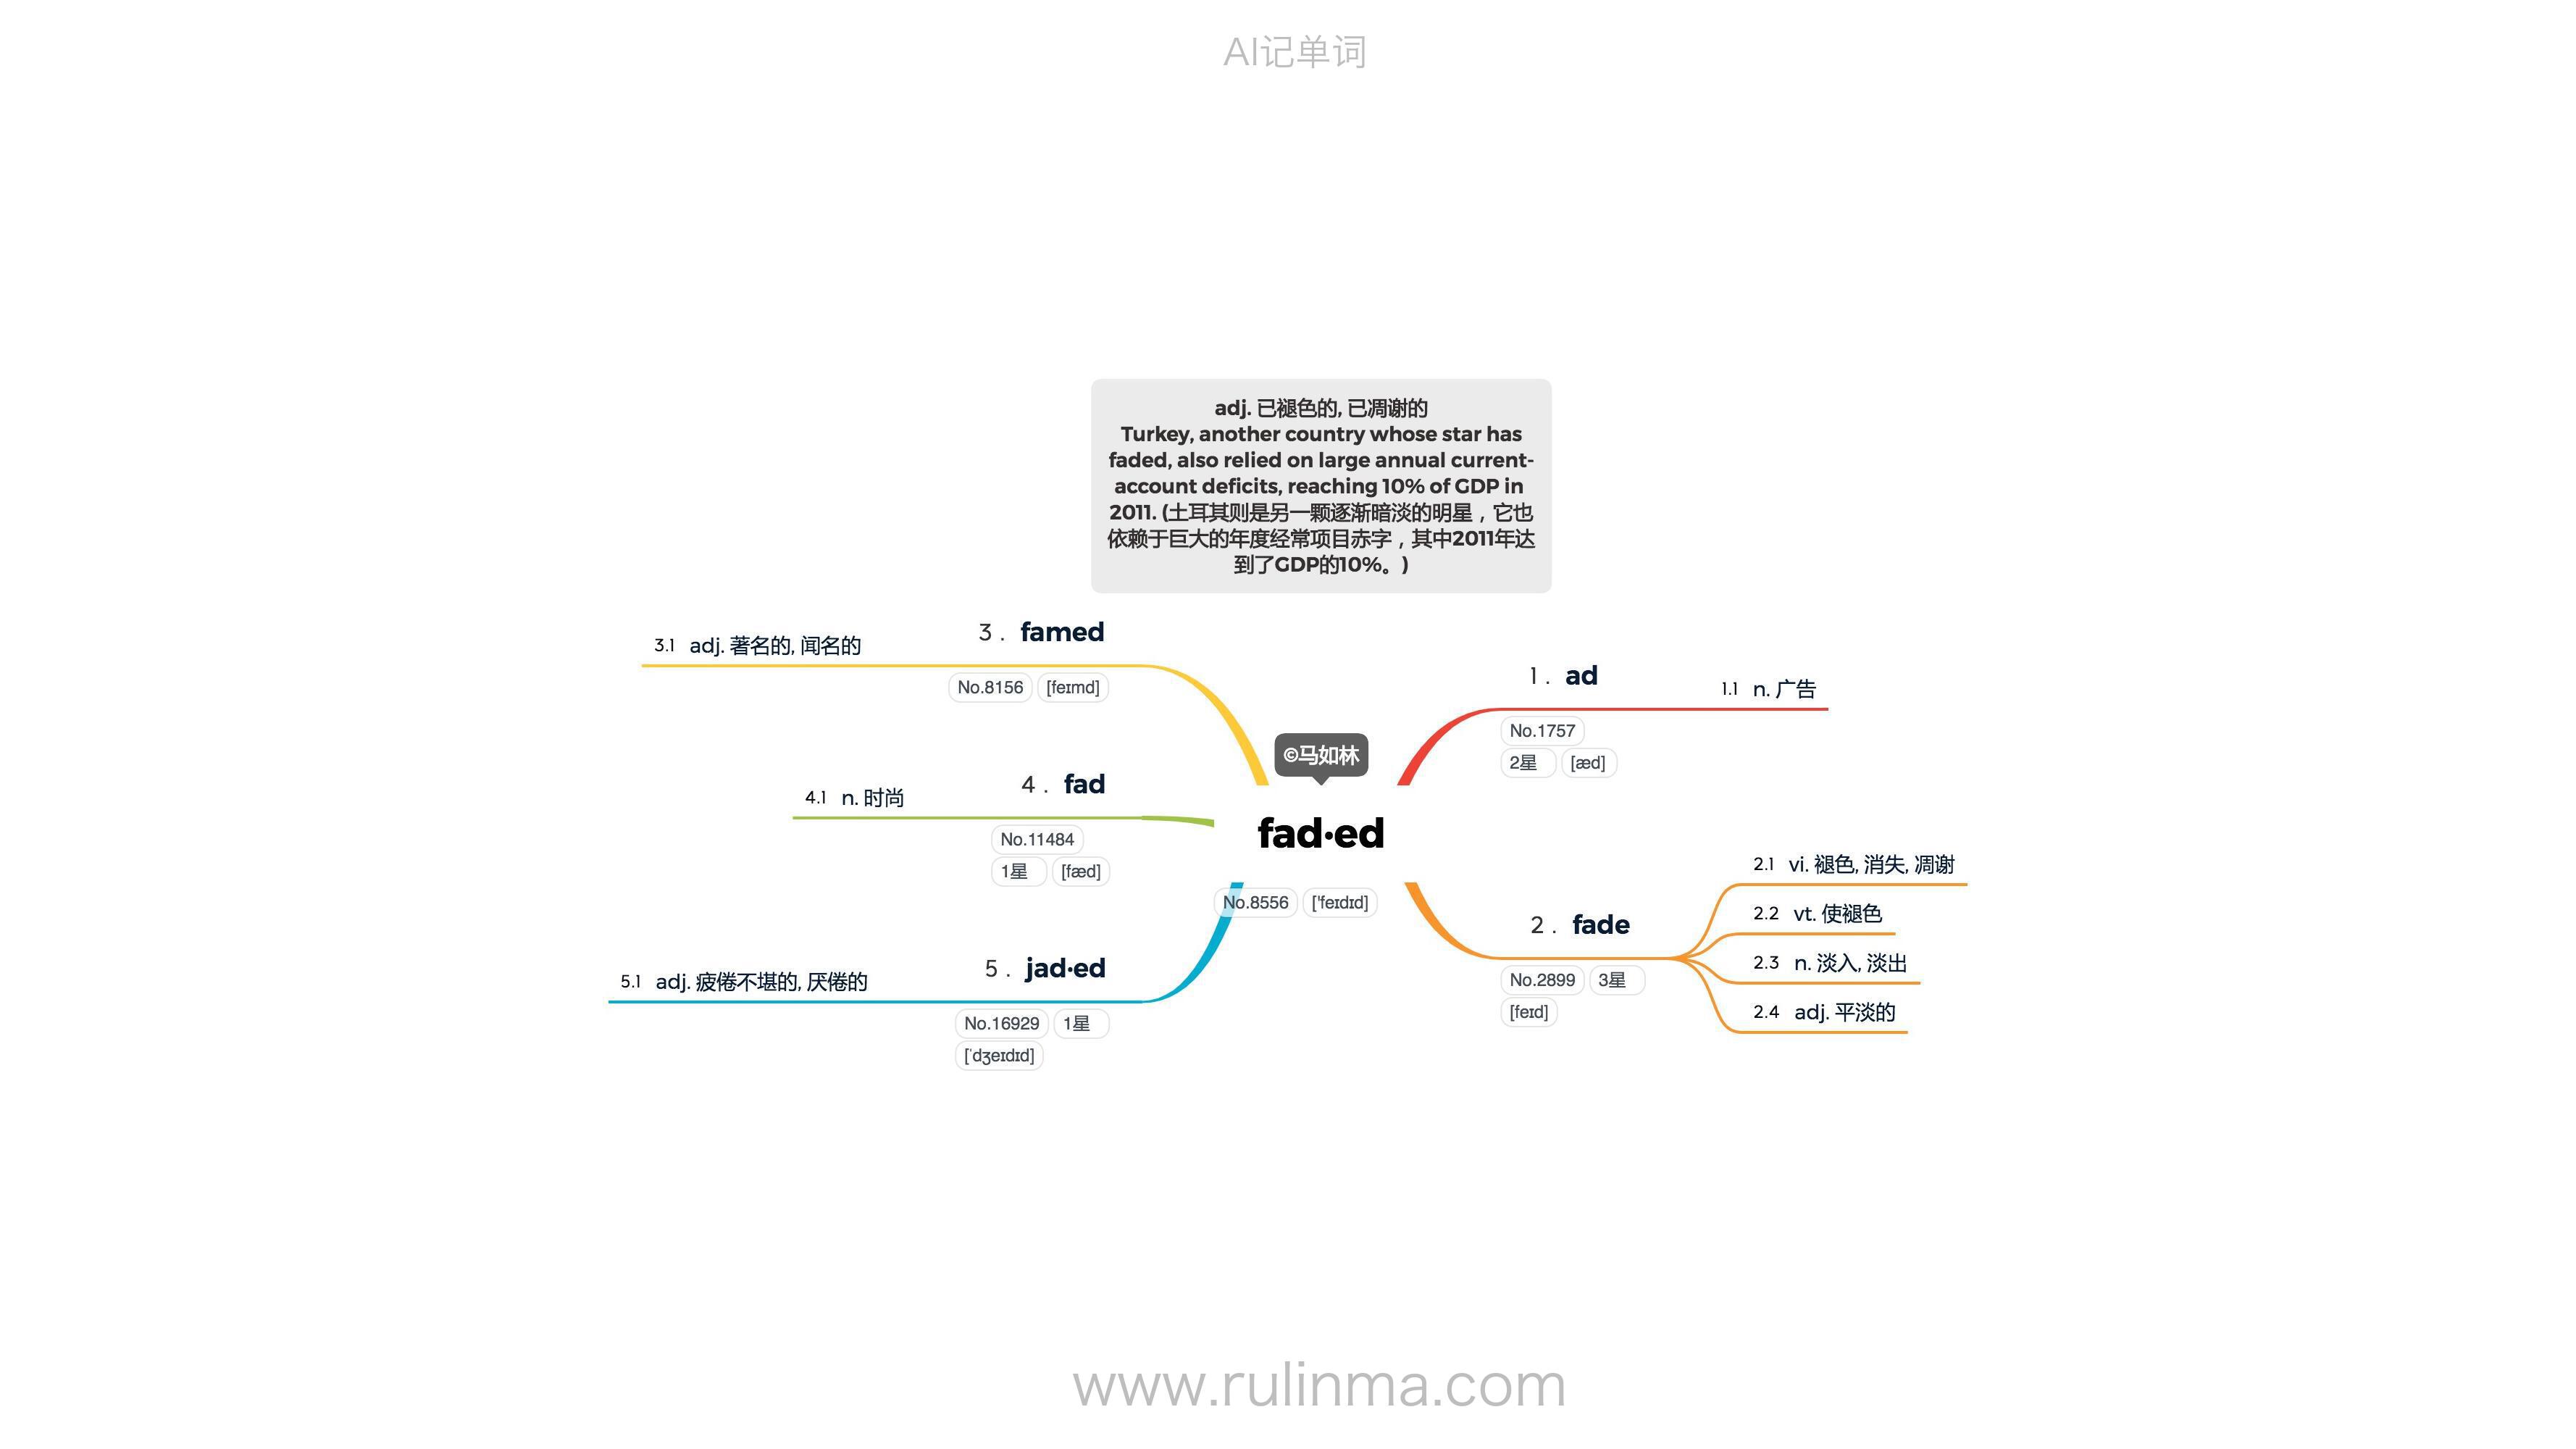 AI记单词
adj. 已褪色的, 已凋谢的
Turkey, another country whose star has
faded, also relied on large annual current-
account deficits, reaching 10% of GDP in
2011. (土耳其则是另一颗逐渐暗淡的明星，它也
依赖于巨大的年度经常项目赤字，其中2011年达
到了GDP的10%。)
©马如林
fad·ed
No.8556 ['feɪdɪd]
1 . ad
No.1757
2星 [æd]
1.1 n. 广告
2 . fade
No.2899 3星
[feɪd]
2.1 vi. 褪色, 消失, 凋谢
2.2 vt. 使褪色
2.3 n. 淡入, 淡出
2.4 adj. 平淡的
3 . famed
No.8156 [feɪmd]
3.1 adj. 著名的, 闻名的
4 . fad
No.11484
1星 [fæd]
4.1 n. 时尚
5 . jad·ed
No.16929 1星
['dʒeɪdɪd]
5.1 adj. 疲倦不堪的, 厌倦的
www.rulinma.com